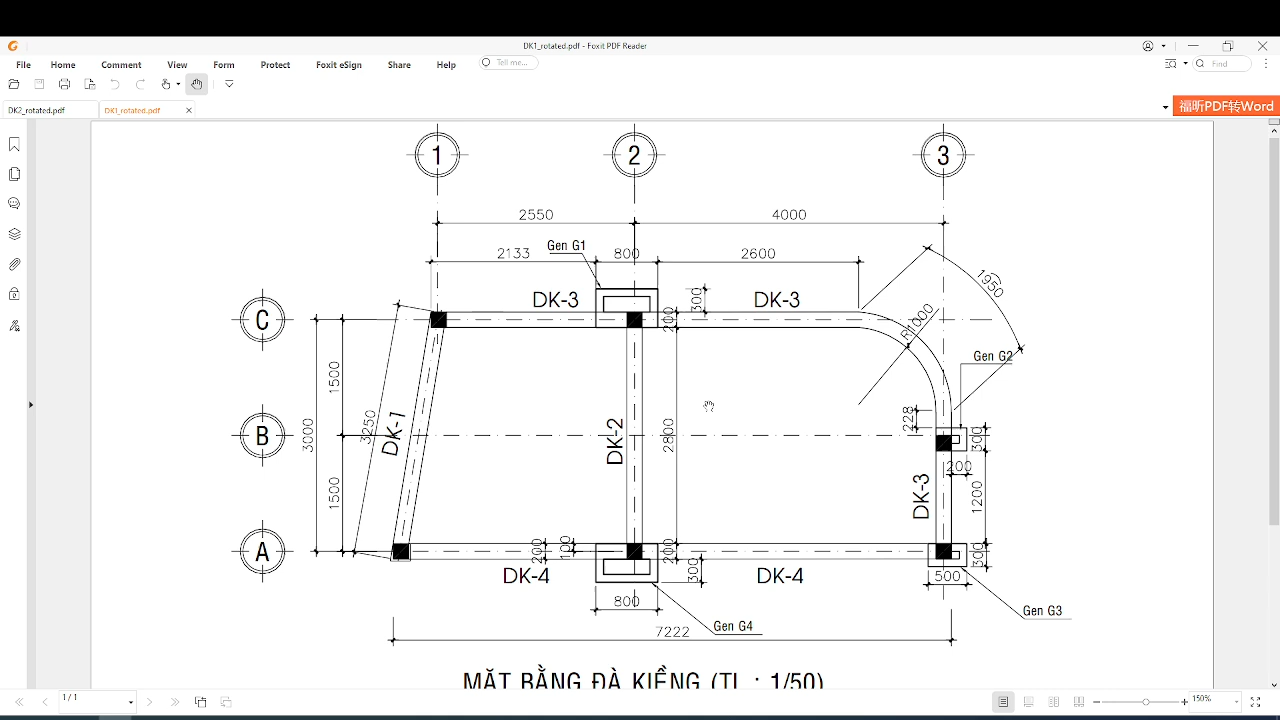 DK1_rotated.pdf - Foxit PDF Reader
File Home Comment View Form Protect Foxit eSign Share Help Tell me... Find
DK2_rotated.pdf DK1_rotated.pdf
福昕PDF转Word
1 2 3
2550 4000
Gen G1
2133 800 2600
1950
DK-3 300 DK-3
C 200 R1000
Gen G2
1500
228
3000 3250 DK-1 DK-2 2800 300
B
200
1500 DK-3 1200
A 200 100 200 300
300
DK-4 DK-4 500
800 Gen G3
Gen G4
7222
MẶT BẰNG ĐÀ KIỀNG (TL : 1/50)
1 / 1 150%